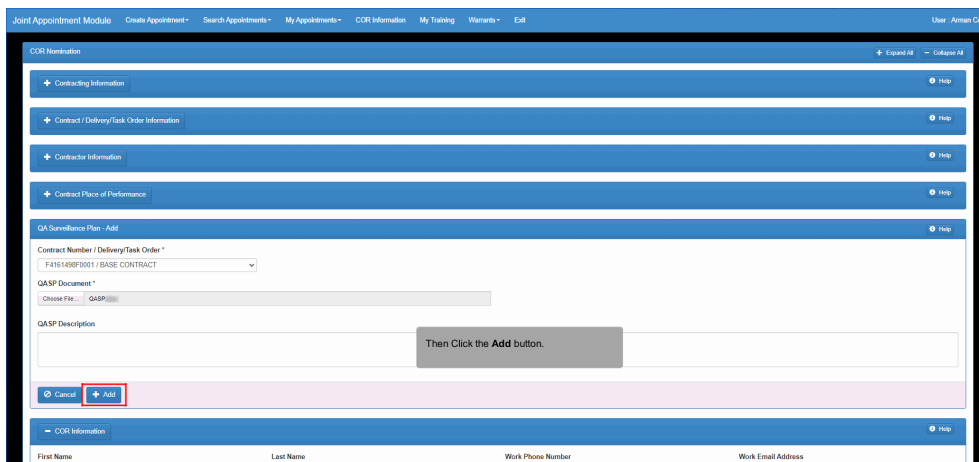 Joint Appointment Module Create Appointment Search Appointments My Appointments COR Information My Training Warrants Exit User : Arman Co
COR Nomination + Expand All − Collapse All
+ Contracting Information Help
+ Contract / Delivery/Task Order Information Help
+ Contractor Information Help
+ Contract Place of Performance Help
QA Surveillance Plan - Add Help
Contract Number / Delivery/Task Order *
F4161498F0001 / BASE CONTRACT
QASP Document *
Choose File... QASP
QASP Description
Then Click the Add button.
Cancel + Add
− COR Information Help
First Name Last Name Work Phone Number Work Email Address